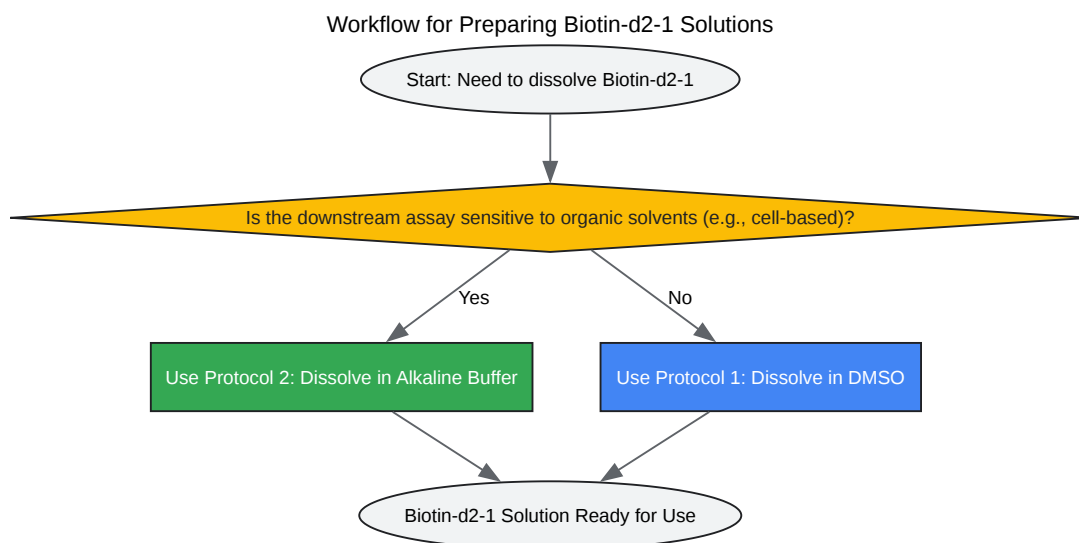 Workflow for Preparing Biotin-d2-1 Solutions
Start: Need to dissolve Biotin-d2-1
Is the downstream assay sensitive to organic solvents (e.g., cell-based)?
Yes
No
Use Protocol 2: Dissolve in Alkaline Buffer
Use Protocol 1: Dissolve in DMSO
Biotin-d2-1 Solution Ready for Use